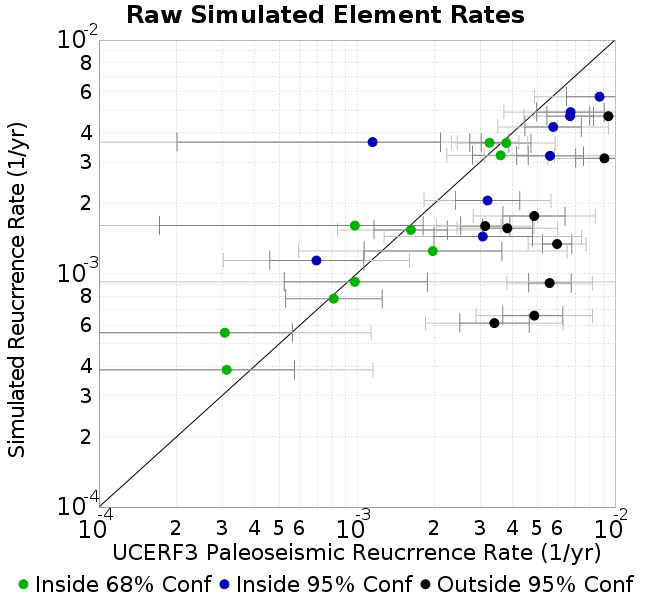 Raw Simulated Element Rates
Simulated Reucrrence Rate (1/yr)
10-2
8
6
4
3
2
10-3
8
6
4
3
2
10-4
10-4 2 3 4 5 6 10-3 2 3 4 5 6 10-2
UCERF3 Paleoseismic Reucrrence Rate (1/yr)
Inside 68% Conf Inside 95% Conf Outside 95% Conf